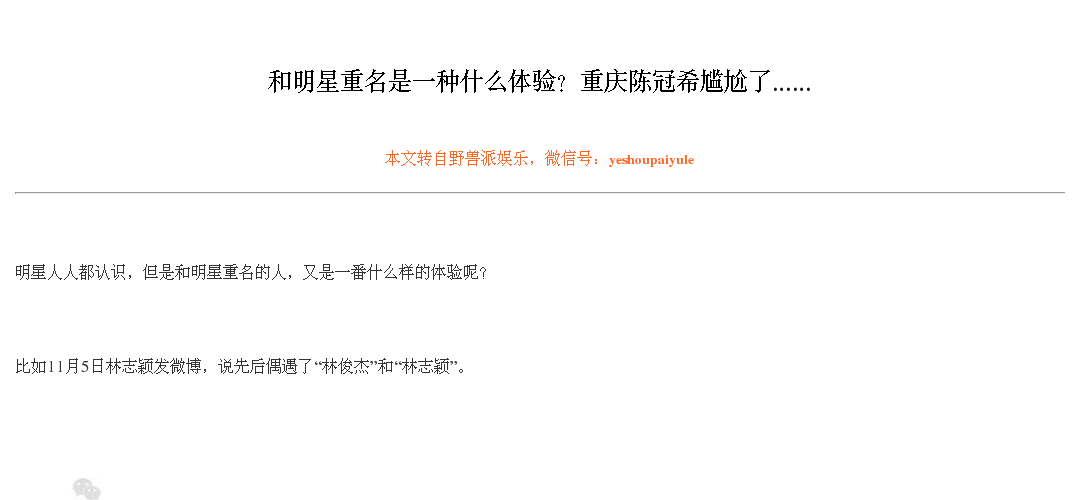 和明星重名是一种什么体验？重庆陈冠希尴尬了......
本文转自野兽派娱乐，微信号：yeshoupaiyule
明星人人都认识，但是和明星重名的人，又是一番什么样的体验呢？
比如11月5日林志颖发微博，说先后偶遇了“林俊杰”和“林志颖”。